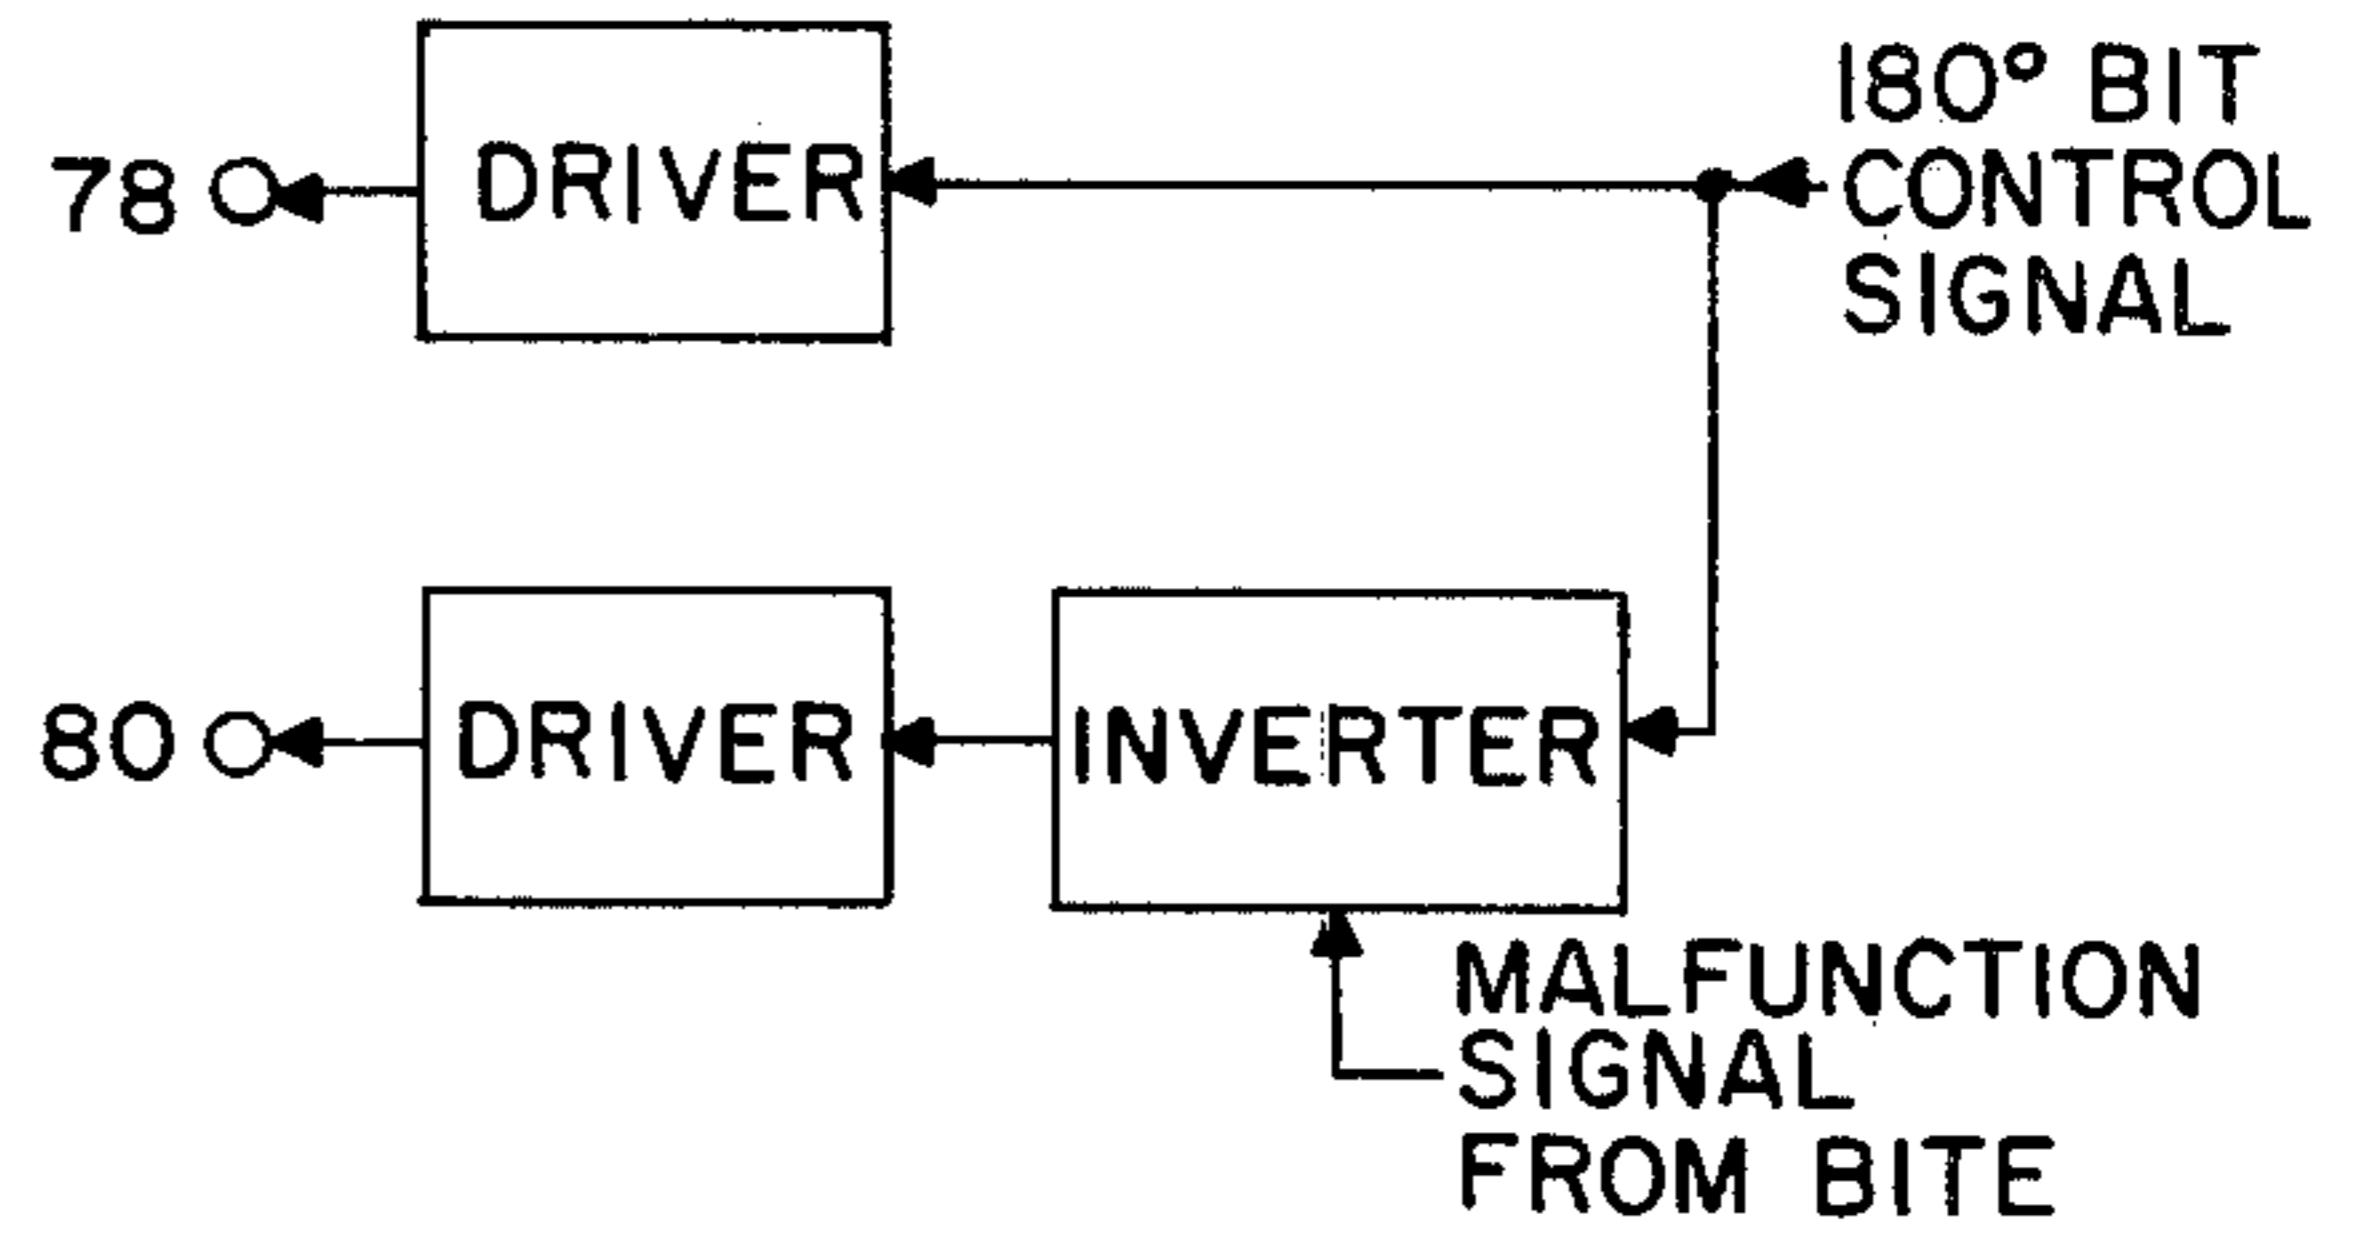 180° BIT
CONTROL
SIGNAL
78
DRIVER
80
DRIVER
INVERTER
MALFUNCTION
SIGNAL
FROM BITE